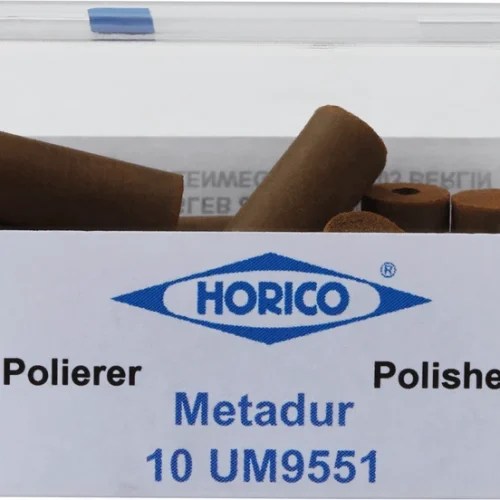 HORICO ®
Polierer Polishe
Metadur
10 UM9551